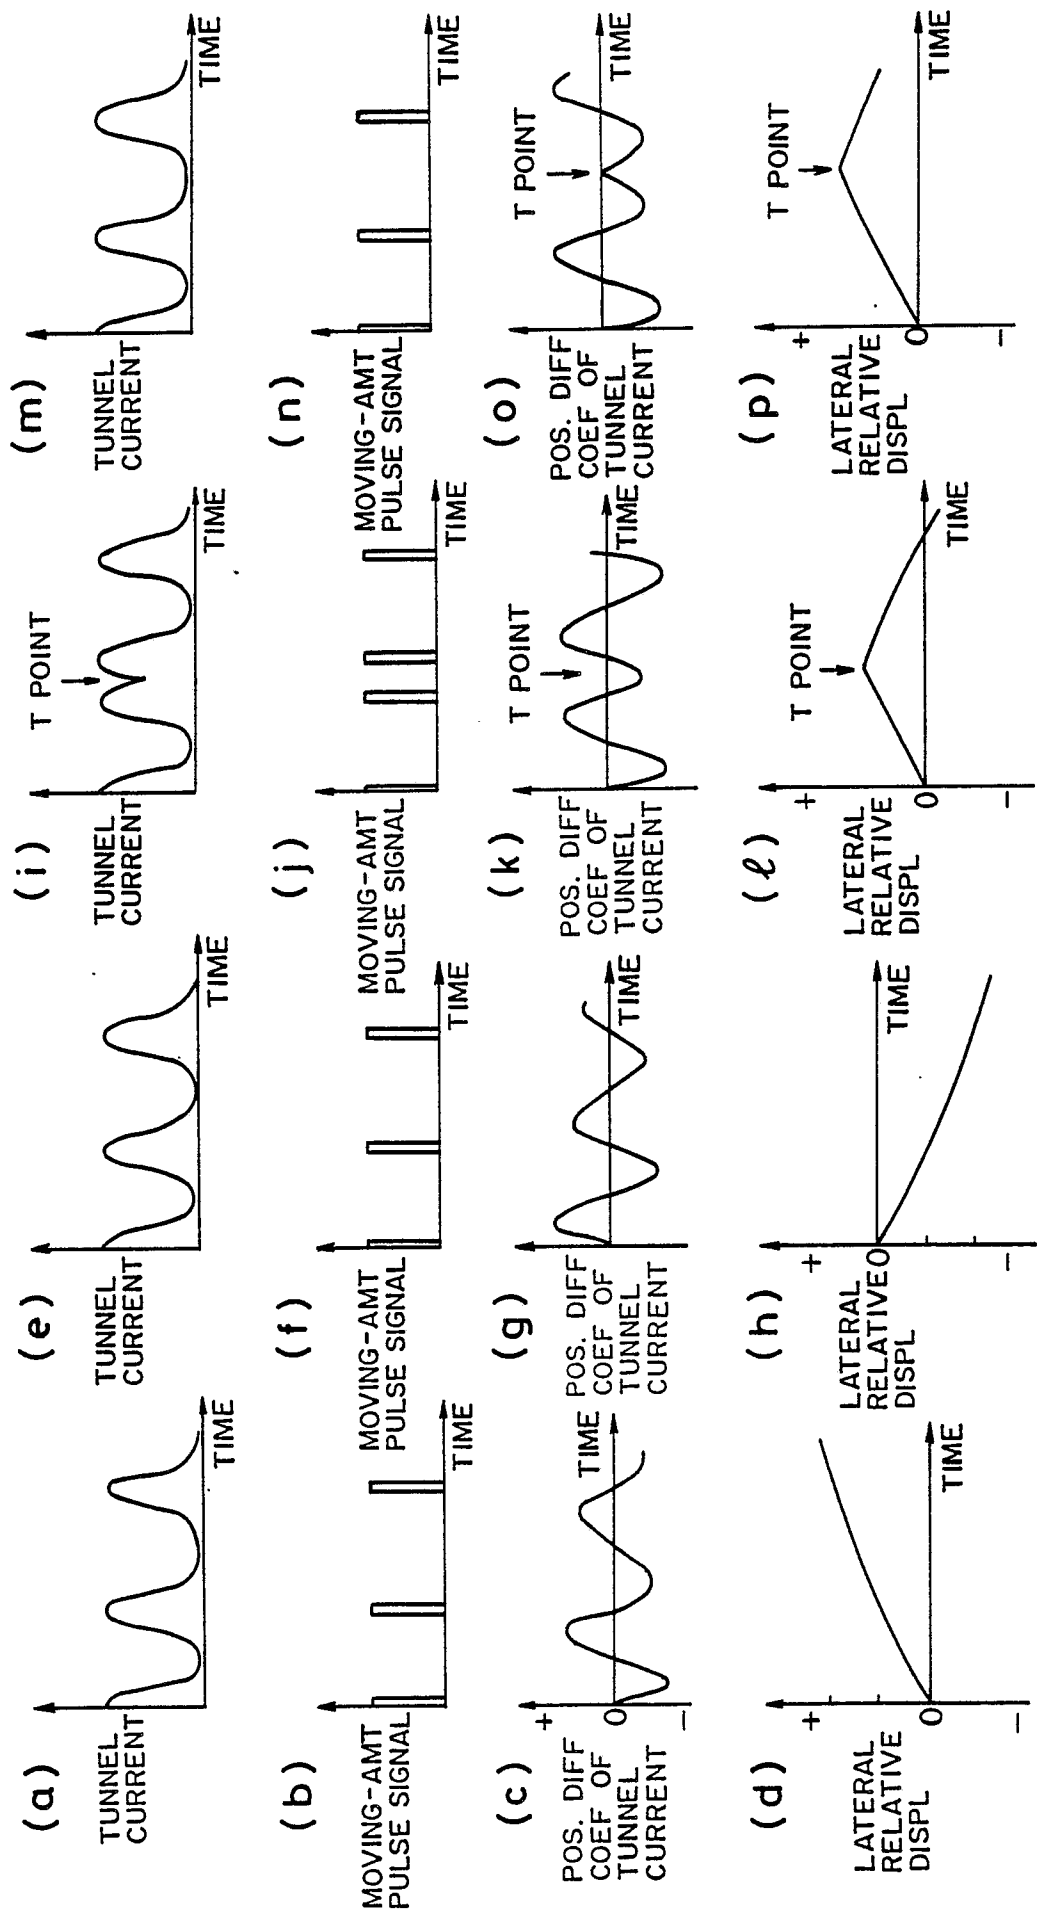 (a)
TUNNEL
CURRENT
TIME
(b)
MOVING-AMT
PULSE SIGNAL
TIME
(c)
POS. DIFF
COEF OF
TUNNEL
CURRENT
+
0
−
TIME
(d)
LATERAL
RELATIVE
DISPL
+
0
−
TIME
(e)
TUNNEL
CURRENT
TIME
(f)
MOVING-AMT
PULSE SIGNAL
TIME
(g)
POS. DIFF
COEF OF
TUNNEL
CURRENT
TIME
(h)
LATERAL
RELATIVE
DISPL
+
0
−
TIME
(i)
TUNNEL
CURRENT
T POINT
TIME
(j)
MOVING-AMT
PULSE SIGNAL
TIME
(k)
POS. DIFF
COEF OF
TUNNEL
CURRENT
T POINT
TIME
(ℓ)
LATERAL
RELATIVE
DISPL
+
0
−
T POINT
TIME
(m)
TUNNEL
CURRENT
TIME
(n)
MOVING-AMT
PULSE SIGNAL
TIME
(o)
POS. DIFF
COEF OF
TUNNEL
CURRENT
T POINT
TIME
(p)
LATERAL
RELATIVE
DISPL
+
0
−
T POINT
TIME